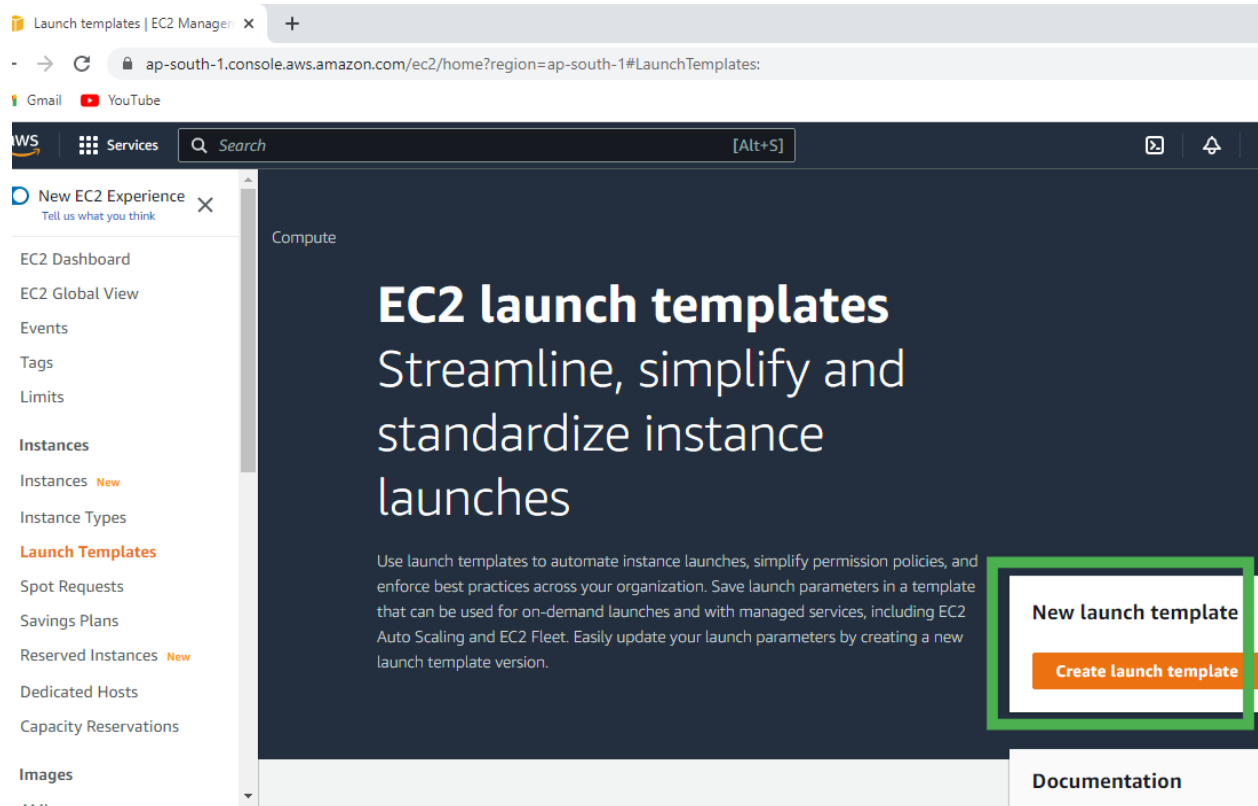 Launch templates | EC2 Manager
ap-south-1.console.aws.amazon.com/ec2/home?region=ap-south-1#LaunchTemplates:
Gmail YouTube
aws Services Search [Alt+S]
New EC2 Experience
Tell us what you think
EC2 Dashboard
EC2 Global View
Events
Tags
Limits
Instances
Instances New
Instance Types
Launch Templates
Spot Requests
Savings Plans
Reserved Instances New
Dedicated Hosts
Capacity Reservations
Images
Compute
EC2 launch templates
Streamline, simplify and
standardize instance
launches
Use launch templates to automate instance launches, simplify permission policies, and
enforce best practices across your organization. Save launch parameters in a template
that can be used for on-demand launches and with managed services, including EC2
Auto Scaling and EC2 Fleet. Easily update your launch parameters by creating a new
launch template version.
New launch template
Create launch template
Documentation